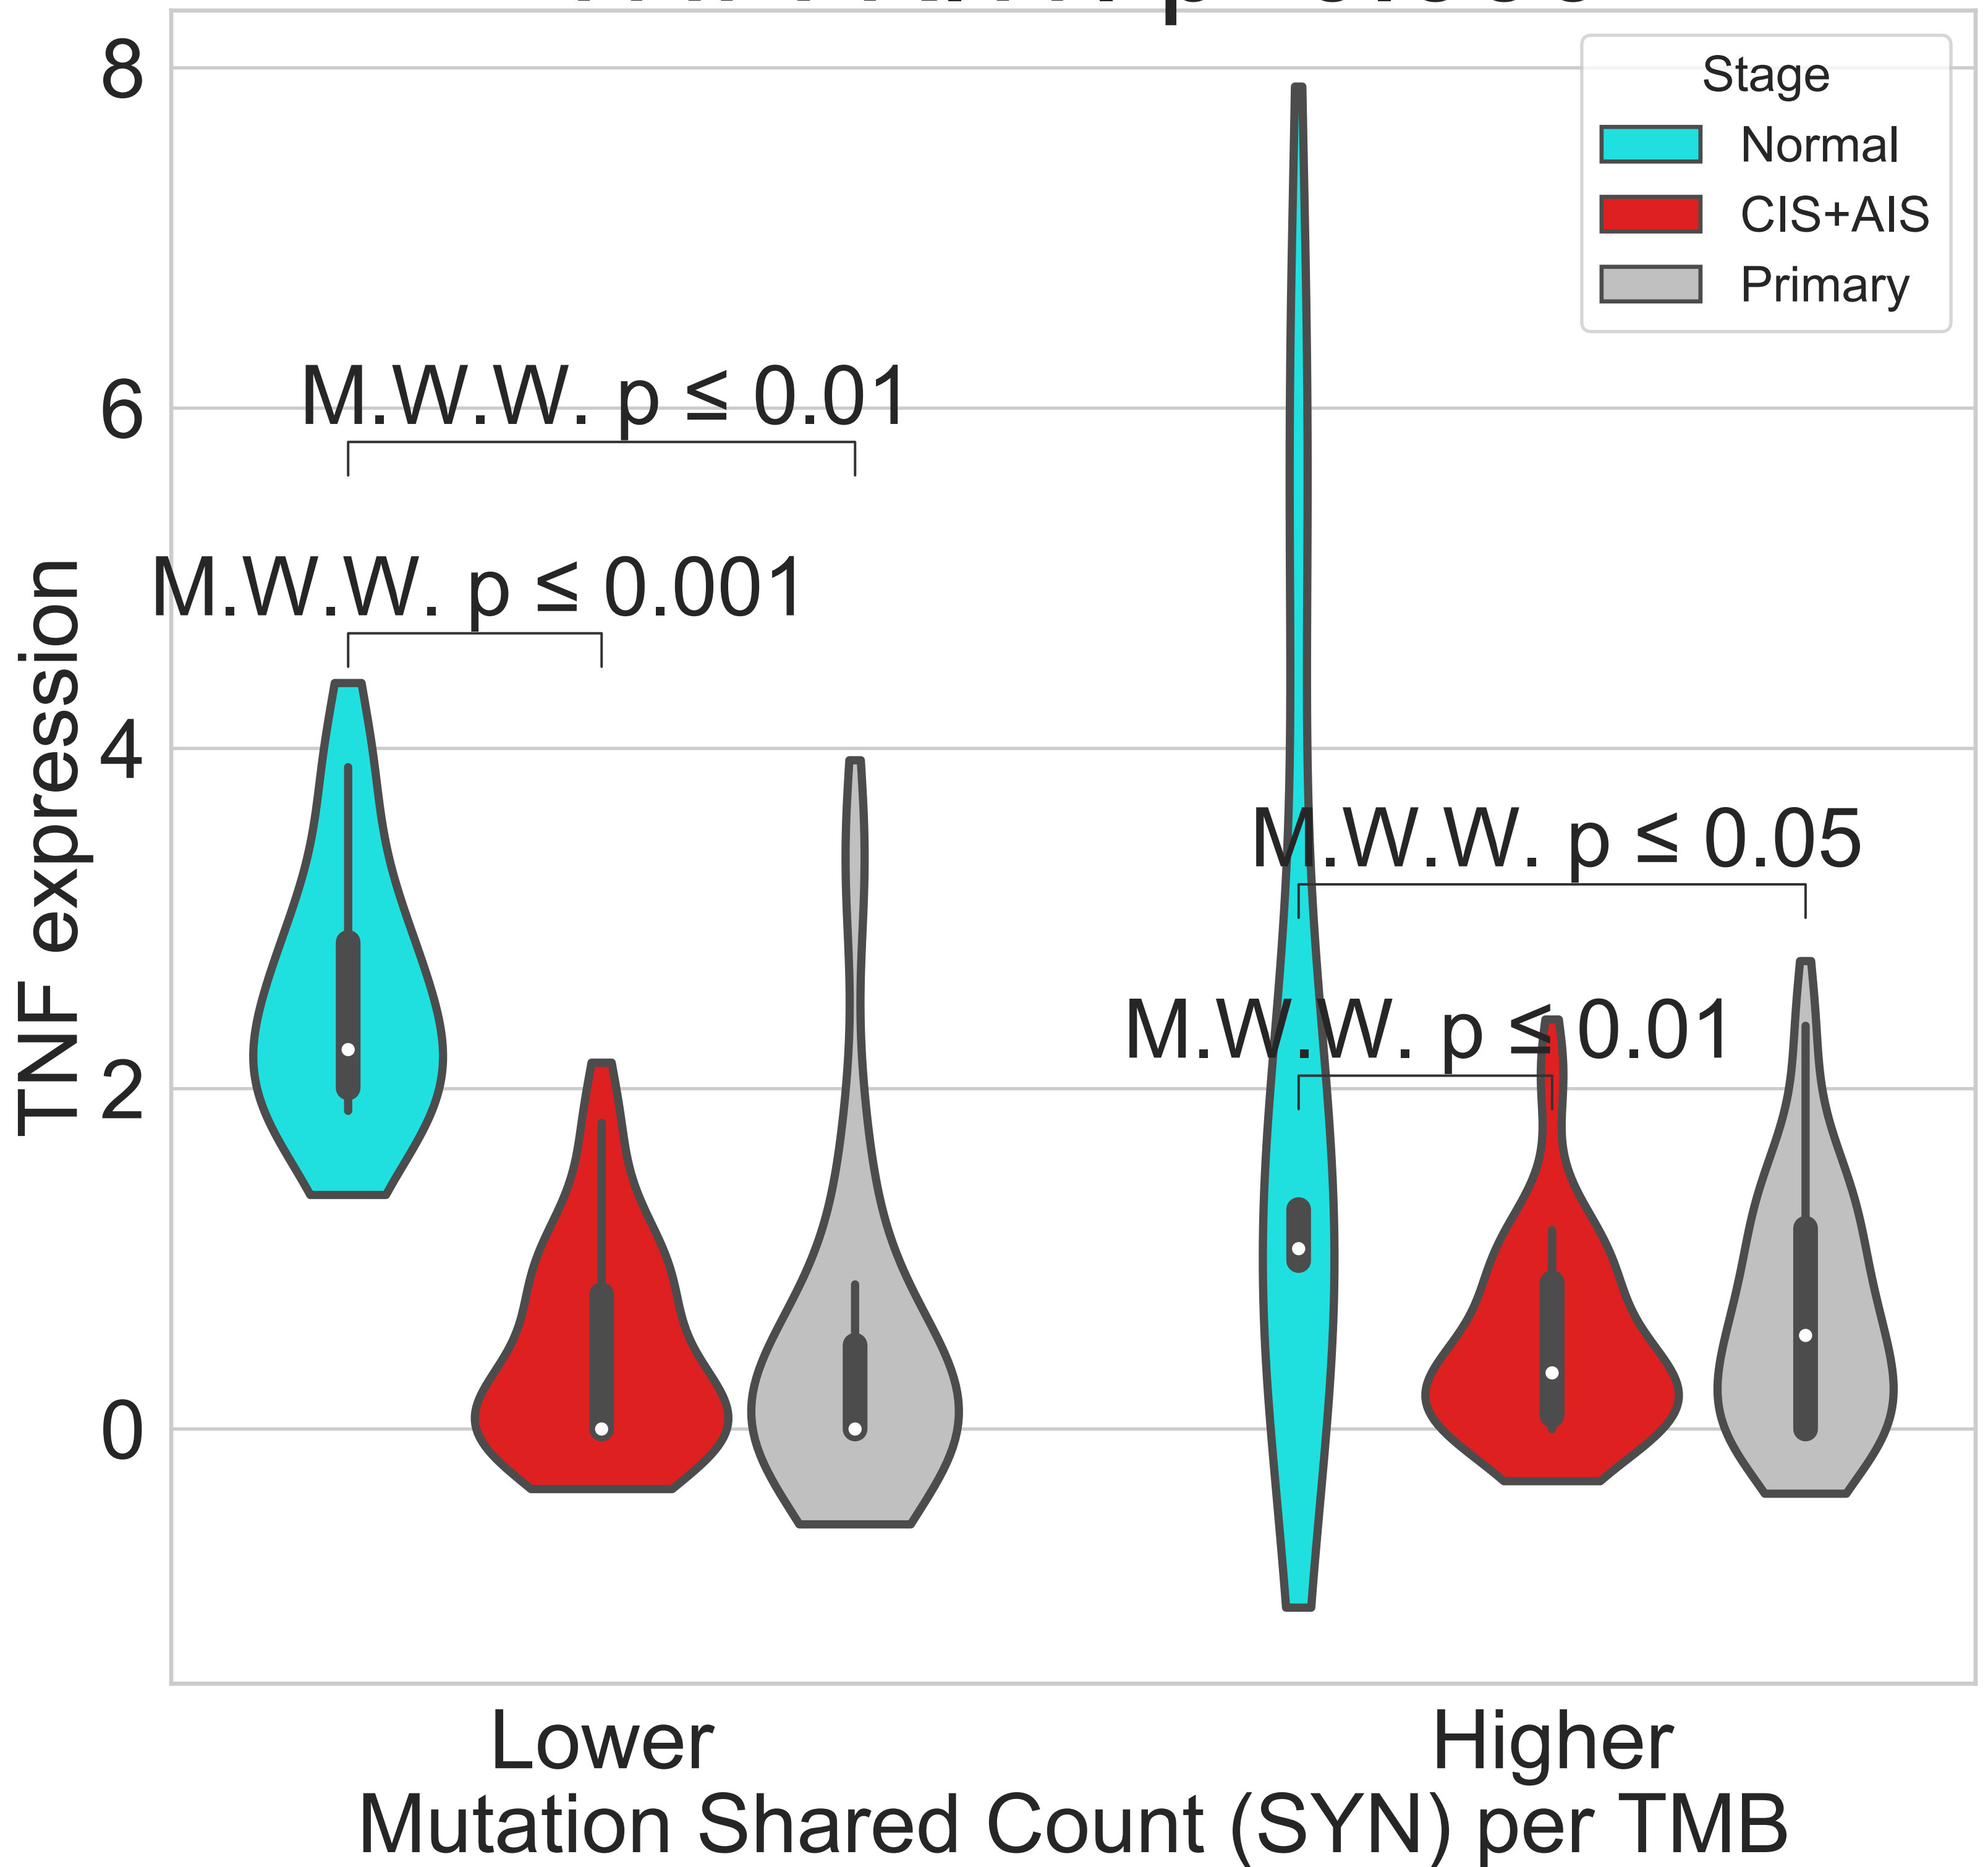 8
6
4
2
0
TNF expression
Stage
Normal
CIS+AIS
Primary
M.W.W. p ≤ 0.01
M.W.W. p ≤ 0.001
M.W.W. p ≤ 0.05
M.W.W. p ≤ 0.01
Lower
Higher
Mutation Shared Count (SYN) per TMB